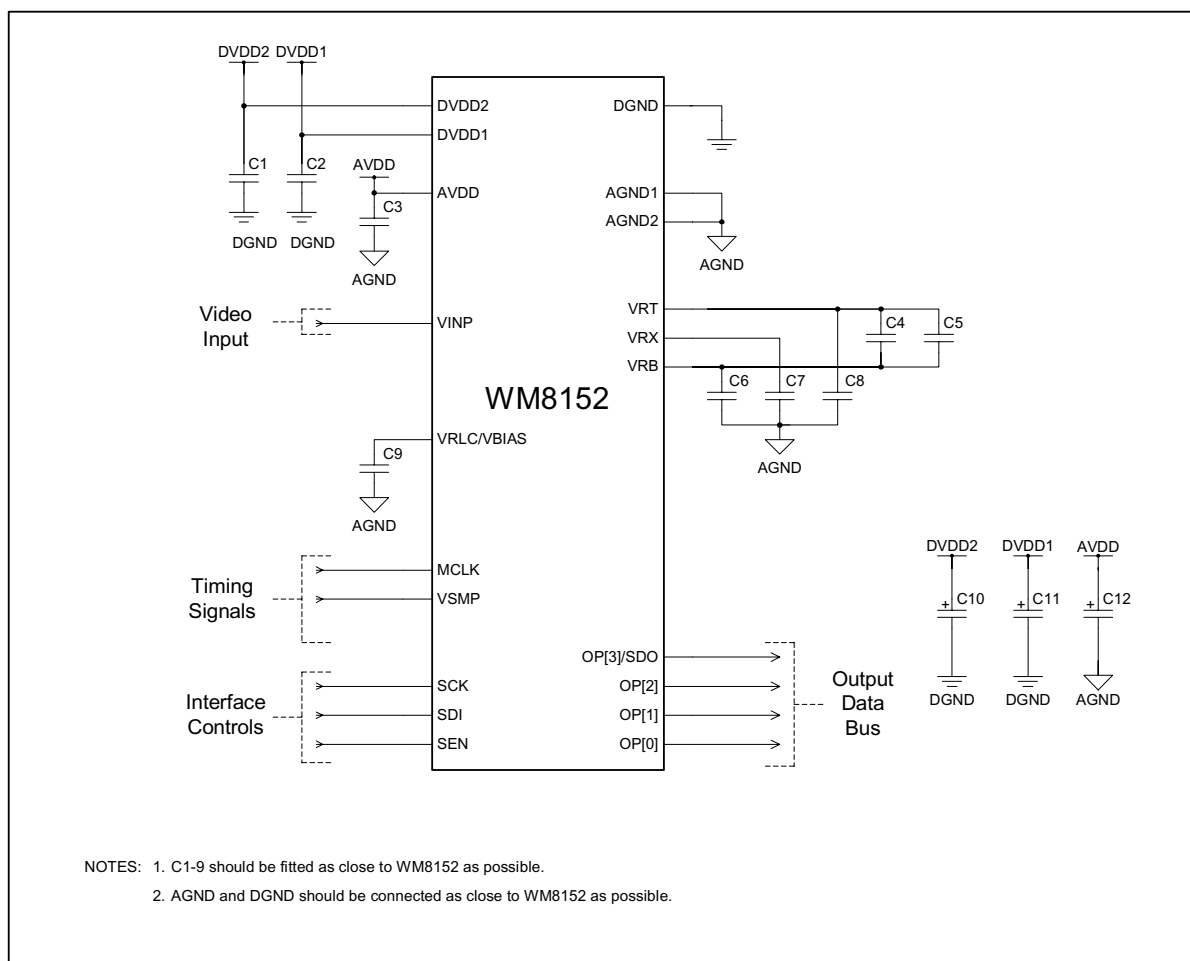 DVDD2 DVDD1
DVDD2
DGND
DVDD1
C1
C2
AVDD
AVDD
AGND1
C3
AGND2
DGND
DGND
AGND
AGND
Video
Input
VINP
VRT
C4
C5
VRX
VRB
C6
C7
C8
WM8152
VRLC/VBIAS
C9
AGND
AGND
DVDD2
DVDD1
AVDD
MCLK
Timing
Signals
VSMP
+
C10
+
C11
+
C12
OP[3]/SDO
SCK
OP[2]
Interface
Controls
Output
Data
Bus
DGND
DGND
AGND
SDI
OP[1]
SEN
OP[0]
NOTES: 1. C1-9 should be fitted as close to WM8152 as possible.
2. AGND and DGND should be connected as close to WM8152 as possible.